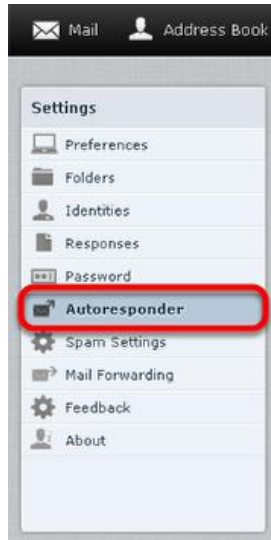 Mail Address Book
Settings
Preferences
Folders
Identities
Responses
Password
Autoresponder
Spam Settings
Mail Forwarding
Feedback
About